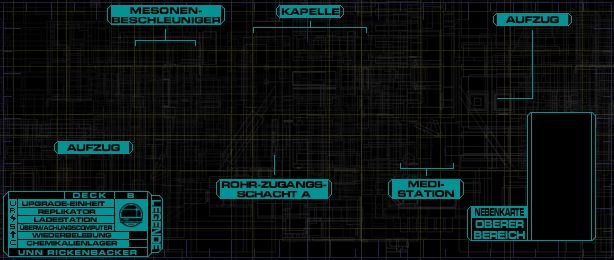 MESONEN-
BESCHLEUNIGER
KAPELLE
AUFZUG
AUFZUG
ROHR-ZUGANGS-
SCHACHT A
MEDI-
STATION
NEBENKARTE
OBERER
BEREICH
DECK B
UPGRADE-EINHEIT
REPLIKATOR
LADESTATION
ÜBERWACHUNGSCOMPUTER
WIEDERBELEBUNG
CHEMIKALIENLAGER
LEGENDE
UNN RICKENBACKER